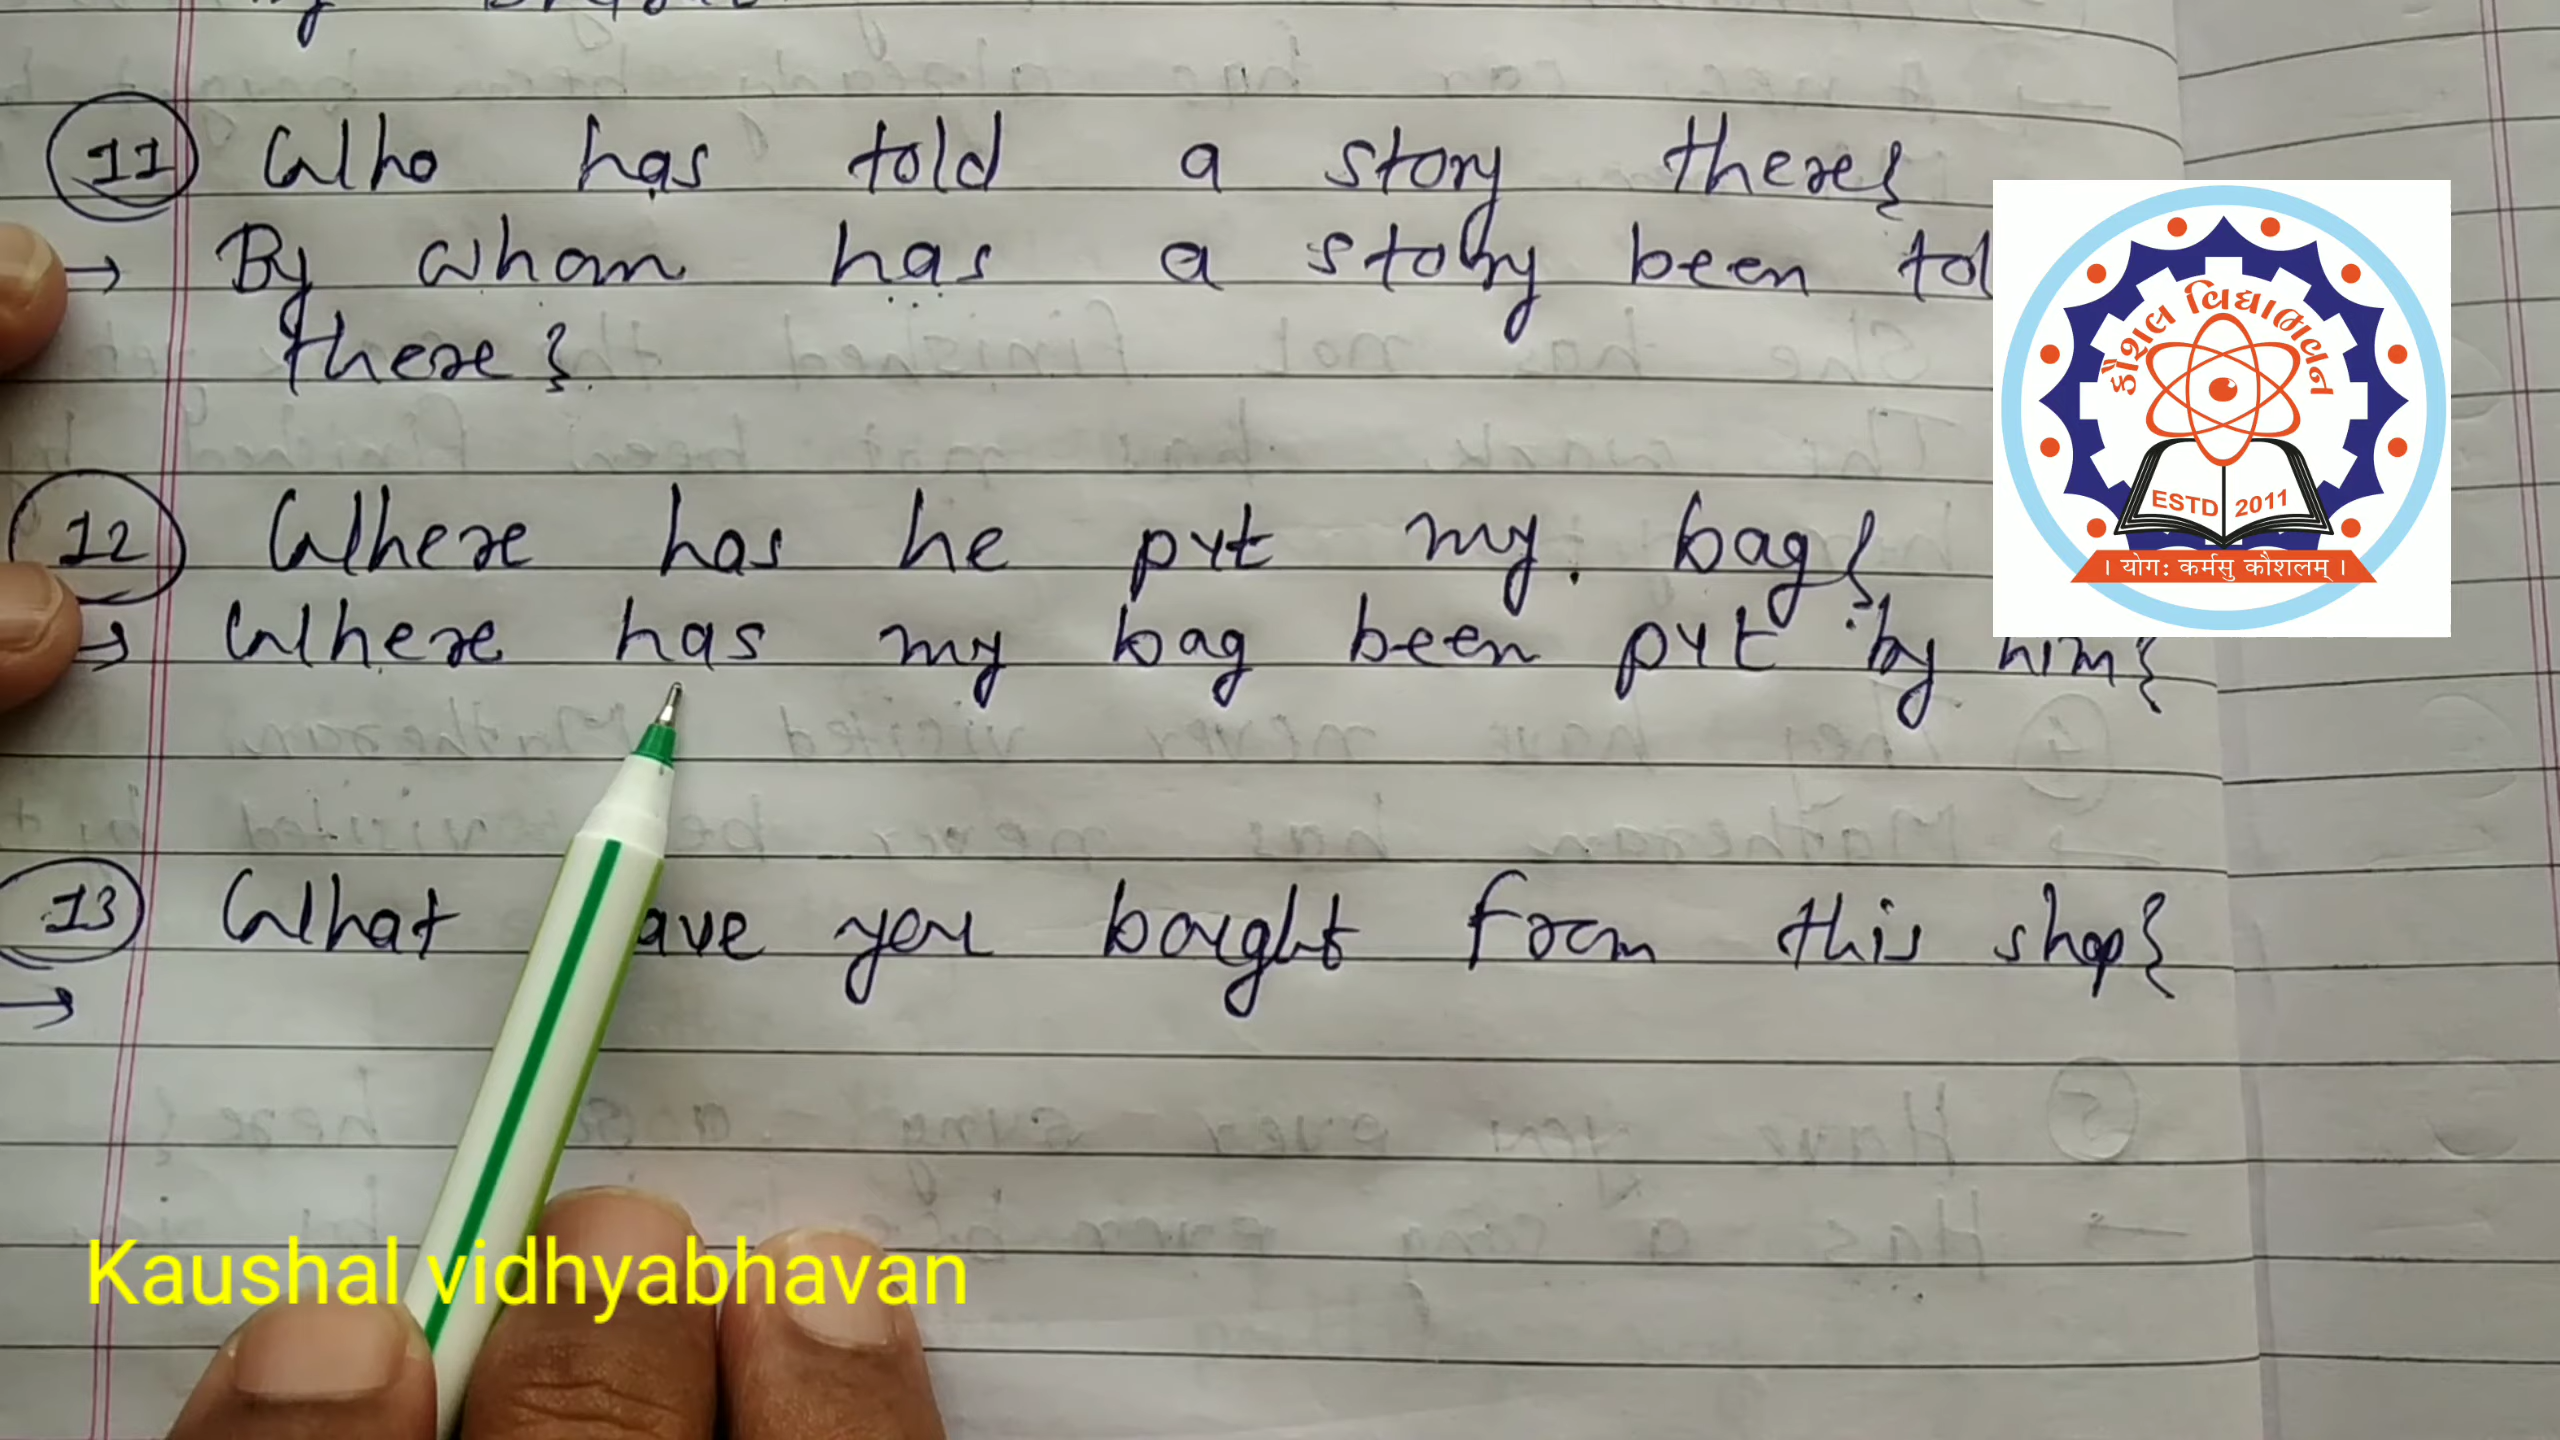 11 Who has told a story there?
→ By whom has a story been tol
there?
12 Where has he put my bag?
→ Where has my bag been put by him?
13 What ave you bought from this shop?
→
કૌશલ વિદ્યાભવન
ESTD 2011
। योगः कर्मसु कौशलम् ।
Kaushal vidhyabhavan